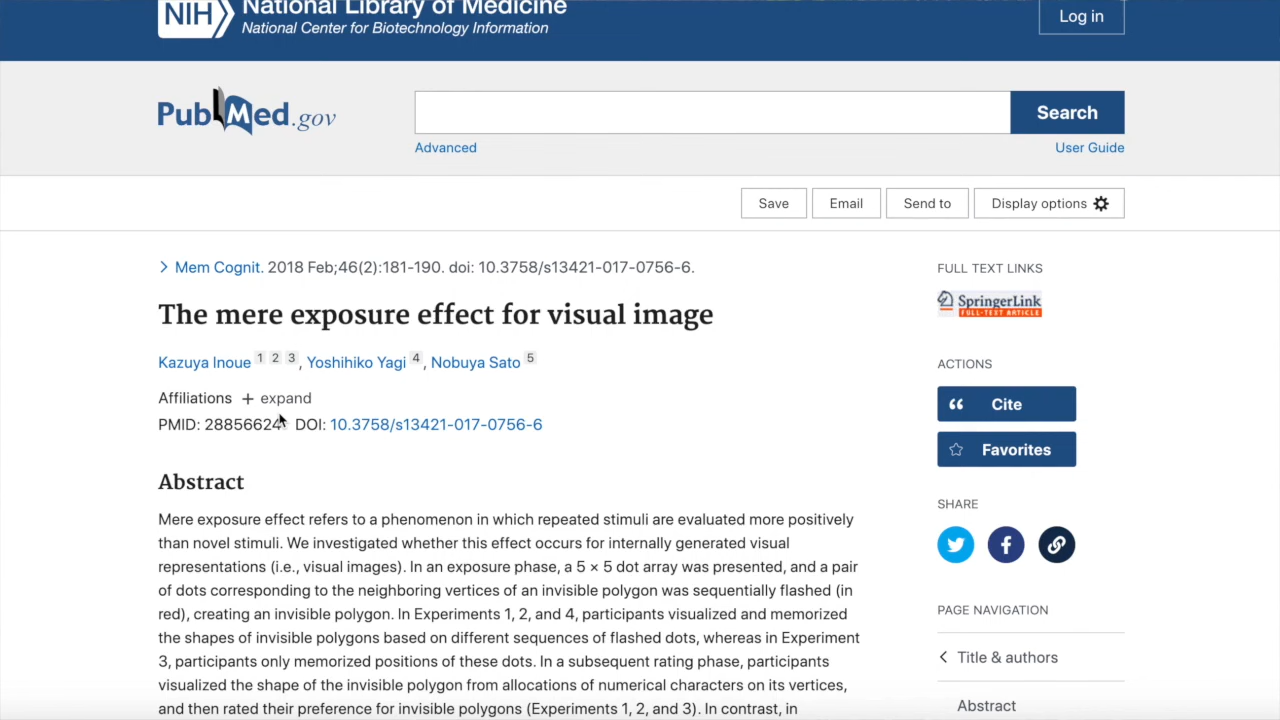 NIH National Library of Medicine
National Center for Biotechnology Information
Log in
PubMed.gov
Search
Advanced
User Guide
Save
Email
Send to
Display options
Mem Cognit. 2018 Feb;46(2):181-190. doi: 10.3758/s13421-017-0756-6.
The mere exposure effect for visual image
Kazuya Inoue 1 2 3, Yoshihiko Yagi 4, Nobuya Sato 5
Affiliations + expand
PMID: 28856624 DOI: 10.3758/s13421-017-0756-6
Abstract
Mere exposure effect refers to a phenomenon in which repeated stimuli are evaluated more positively
than novel stimuli. We investigated whether this effect occurs for internally generated visual
representations (i.e., visual images). In an exposure phase, a 5 × 5 dot array was presented, and a pair
of dots corresponding to the neighboring vertices of an invisible polygon was sequentially flashed (in
red), creating an invisible polygon. In Experiments 1, 2, and 4, participants visualized and memorized
the shapes of invisible polygons based on different sequences of flashed dots, whereas in Experiment
3, participants only memorized positions of these dots. In a subsequent rating phase, participants
visualized the shape of the invisible polygon from allocations of numerical characters on its vertices,
and then rated their preference for invisible polygons (Experiments 1, 2, and 3). In contrast, in
FULL TEXT LINKS
SpringerLink
FULL-TEXT ARTICLE
ACTIONS
Cite
Favorites
SHARE
PAGE NAVIGATION
Title & authors
Abstract